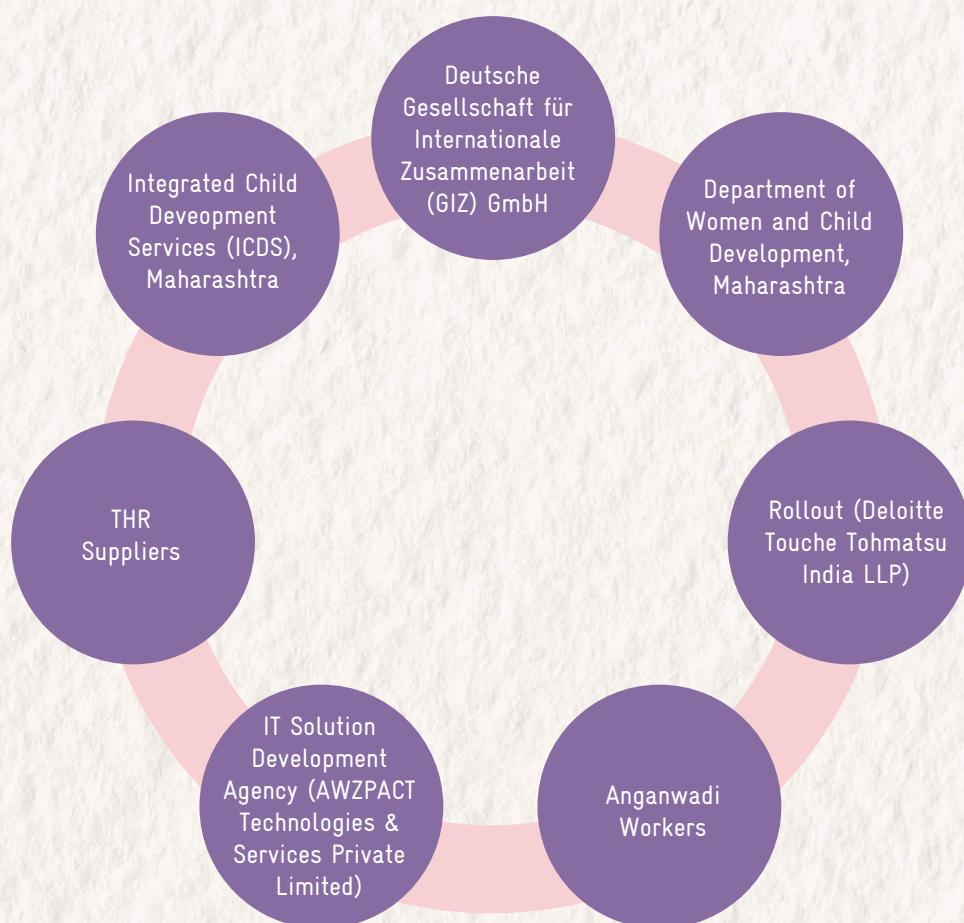 Deutsche
Gesellschaft für
Internationale
Zusammenarbeit
(GIZ) GmbH
Department of
Women and Child
Development,
Maharashtra
Rollout (Deloitte
Touche Tohmatsu
India LLP)
Anganwadi
Workers
IT Solution
Development
Agency (AWZPACT
Technologies &
Services Private
Limited)
THR
Suppliers
Integrated Child
Deveopment
Services (ICDS),
Maharashtra